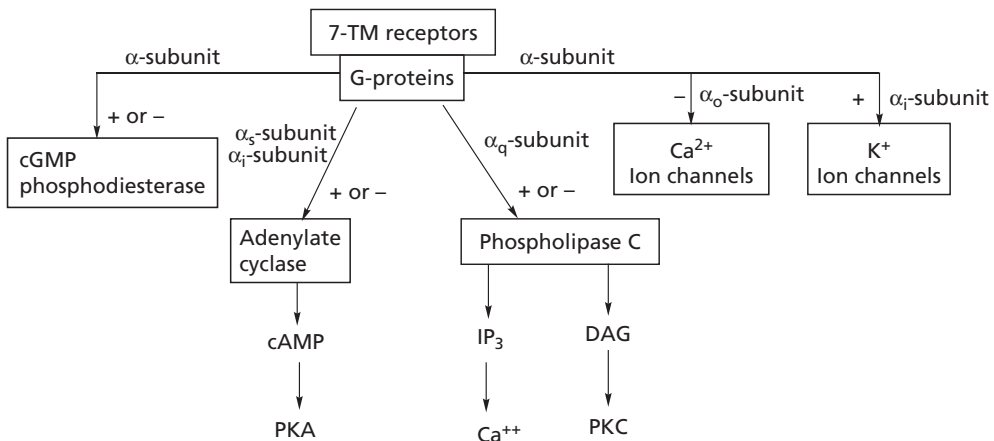 7-TM receptors
G-proteins
α-subunit
α-subunit
+ or –
cGMP
phosphodiesterase
αs-subunit
αi-subunit
+ or –
αq-subunit
+ or –
– αo-subunit
+ αi-subunit
Ca2+
Ion channels
K+
Ion channels
Adenylate
cyclase
Phospholipase C
cAMP
IP3
DAG
PKA
Ca++
PKC